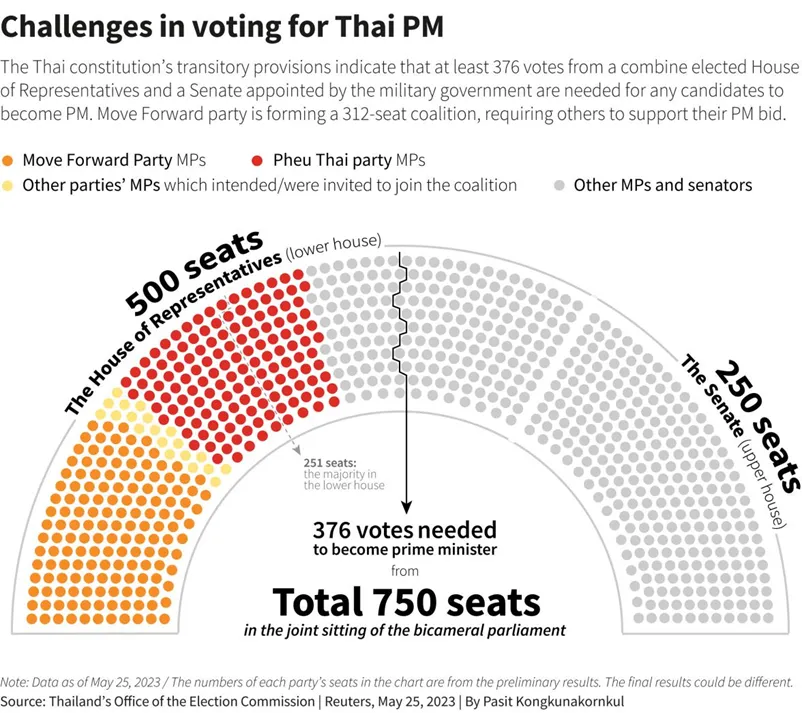 Challenges in voting for Thai PM
The Thai constitution’s transitory provisions indicate that at least 376 votes from a combine elected House
of Representatives and a Senate appointed by the military government are needed for any candidates to
become PM. Move Forward party is forming a 312-seat coalition, requiring others to support their PM bid.
Move Forward Party MPs
Pheu Thai party MPs
Other parties’ MPs which intended/were invited to join the coalition
Other MPs and senators
500 seats
The House of Representatives (lower house)
250 seats
The Senate (upper house)
251 seats:
the majority in
the lower house
376 votes needed
to become prime minister
from
Total 750 seats
in the joint sitting of the bicameral parliament
Note: Data as of May 25, 2023 / The numbers of each party’s seats in the chart are from the preliminary results. The final results could be different.
Source: Thailand’s Office of the Election Commission | Reuters, May 25, 2023 | By Pasit Kongkunakornkul